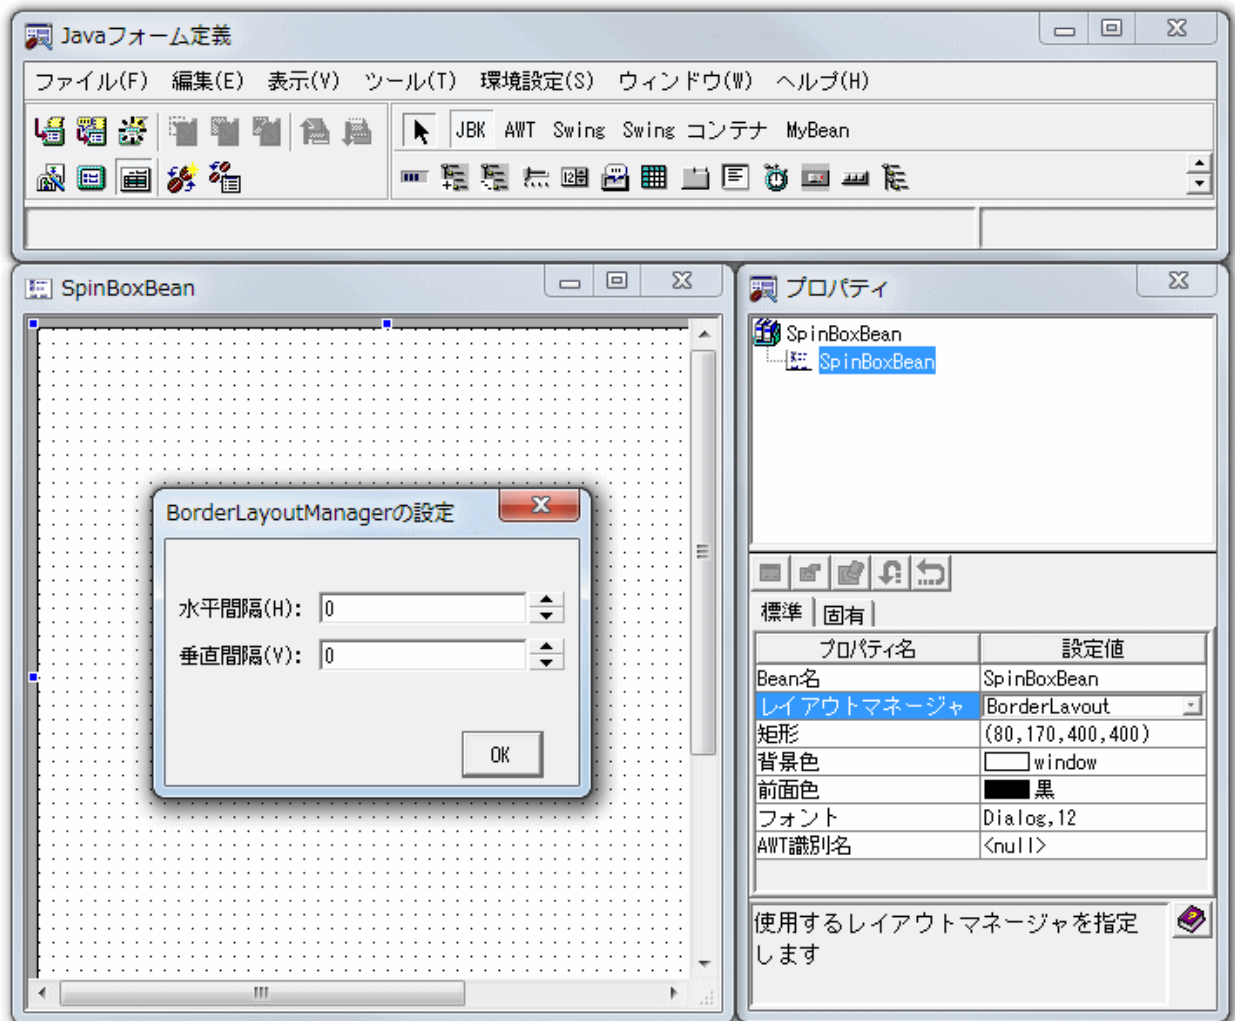 Javaフォーム定義
ファイル(F) 編集(E) 表示(V) ツール(T) 環境設定(S) ウィンドウ(W) ヘルプ(H)
JBK AWT Swing Swing コンテナ MyBean
SpinBoxBean
BorderLayoutManagerの設定
水平間隔(H): 0
垂直間隔(V): 0
OK
プロパティ
SpinBoxBean
SpinBoxBean
標準 固有
プロパティ名 設定値
Bean名 SpinBoxBean
レイアウトマネージャ BorderLayout
矩形 (80,170,400,400)
背景色 window
前面色 黒
フォント Dialog,12
AWT識別名 <null>
使用するレイアウトマネージャを指定
します